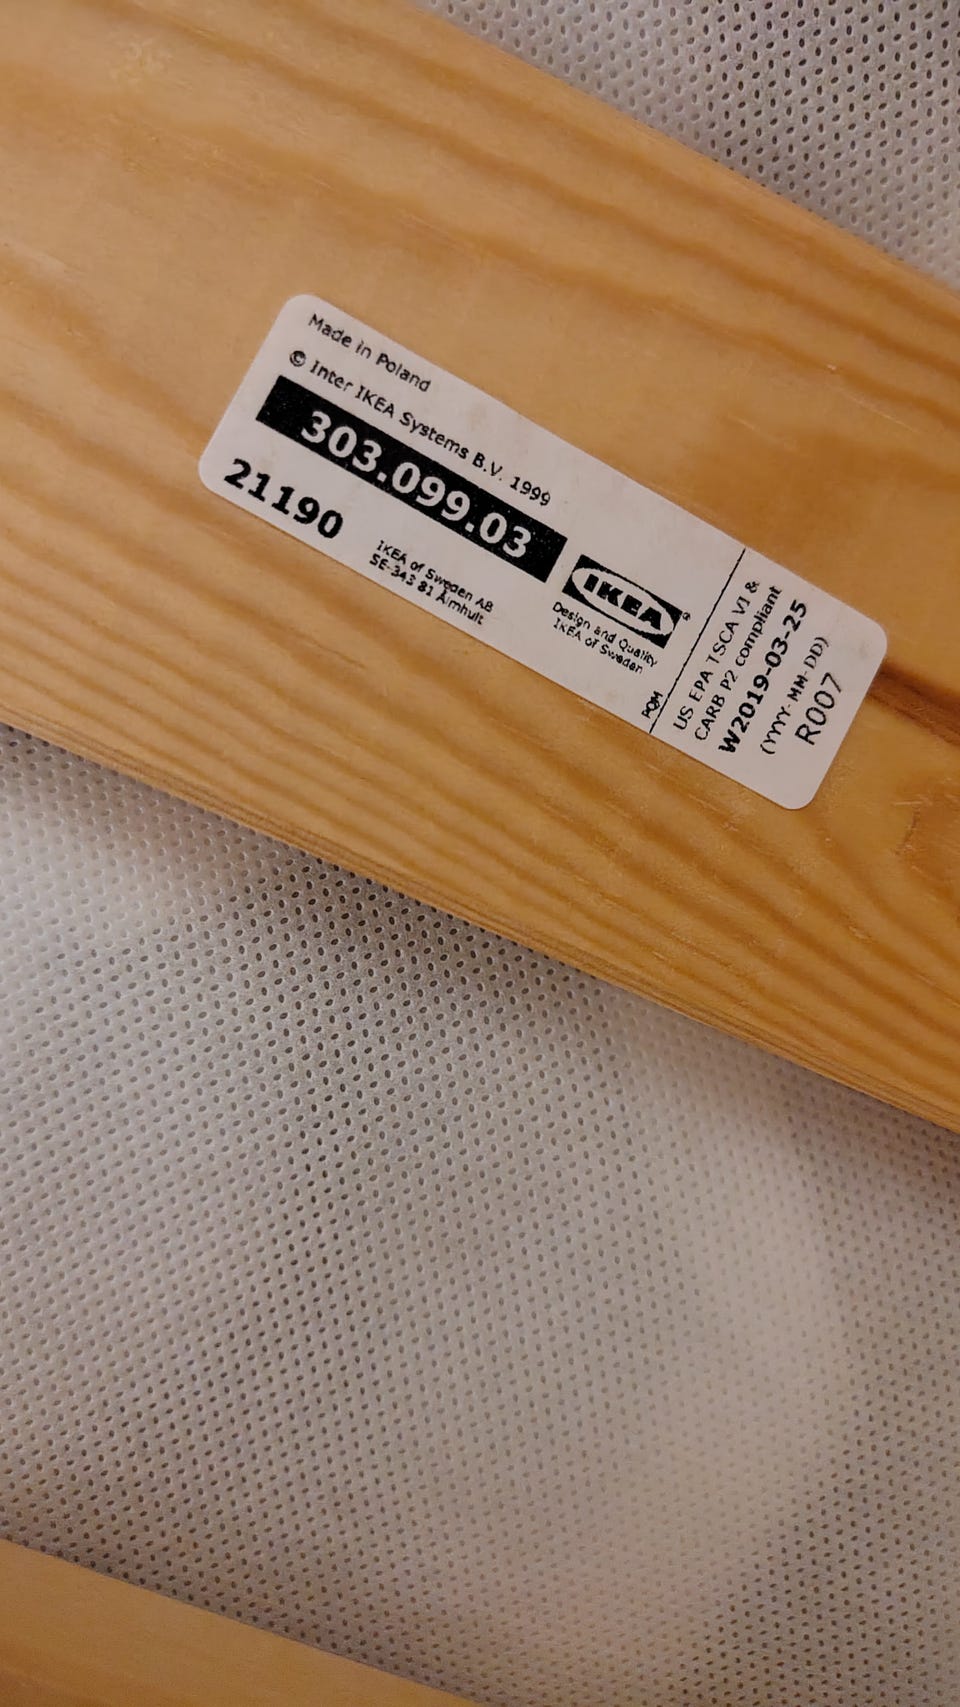 Made in Poland
© Inter IKEA Systems B.V. 1999
303.099.03
21190
IKEA of Sweden AB
SE-343 81 Älmhult
IKEA®
Design and Quality
IKEA of Sweden
POM
US EPA TSCA VI &
CARB P2 compliant
W2019-03-25
(YYYY-MM-DD)
R007